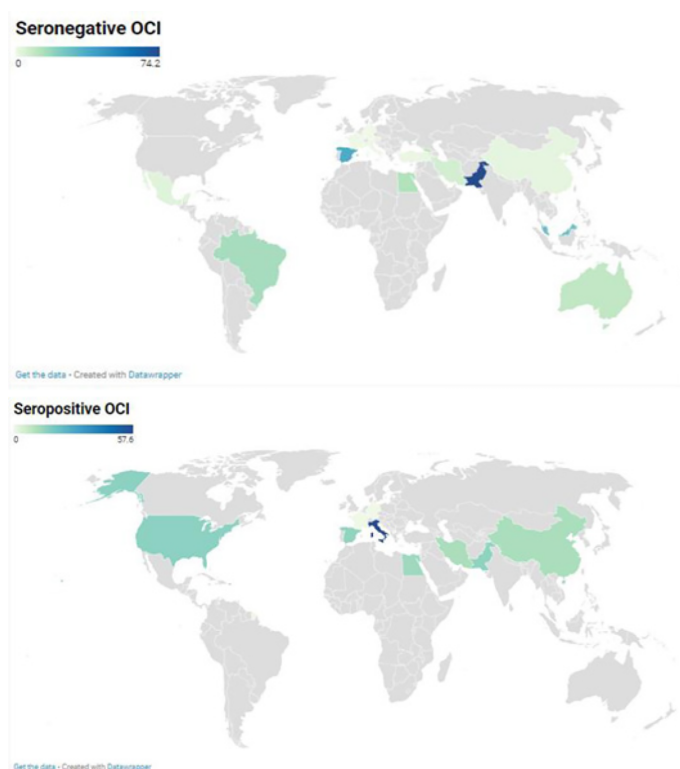 Seronegative OCI
0 74.2
Get the data • Created with Datawrapper
Seropositive OCI
0 57.6
Get the data • Created with Datawrapper